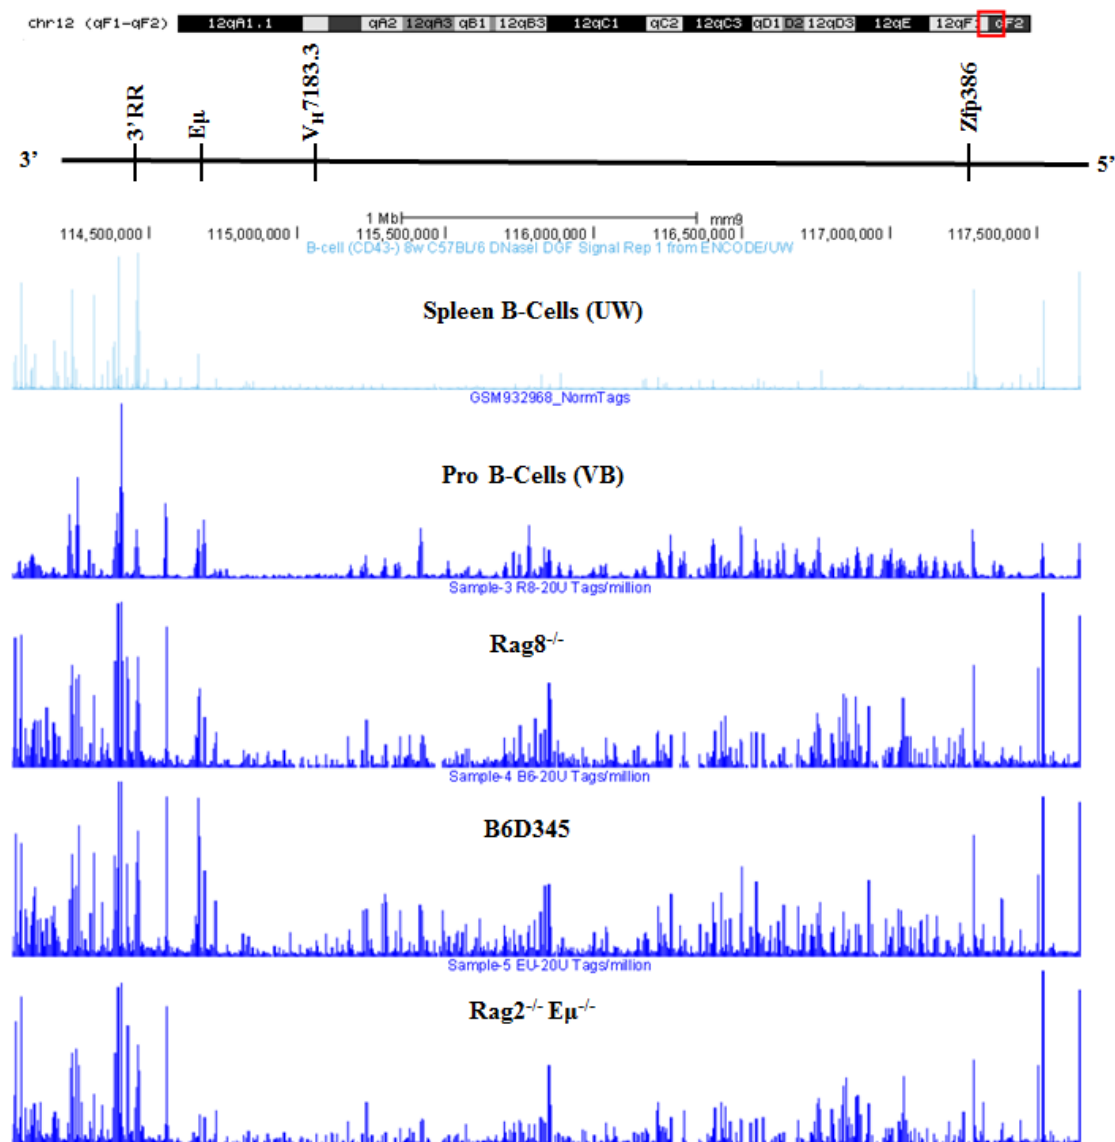 chr12 (qF1-qF2) 12qA1.1 qA2 12qA3 qB1 12qB3 12qC1 qC2 12qC3 qD1 D2 12qD3 12qE 12qF1 qF2
3'RR Eμ VH7183.3 Zfp386
3' 5'
1 Mb mm9
114,500,000 115,000,000 115,500,000 116,000,000 116,500,000 117,000,000 117,500,000
B-cell (CD43-) 8w C57BL/6 DNaseI DGF Signal Rep 1 from ENCODE/UW
Spleen B-Cells (UW)
GSM932968_NormTags
Pro B-Cells (VB)
Sample-3 R8-20U Tags/million
Rag8-/-
Sample-4 B6-20U Tags/million
B6D345
Sample-5 EU-20U Tags/million
Rag2-/- Eμ-/-